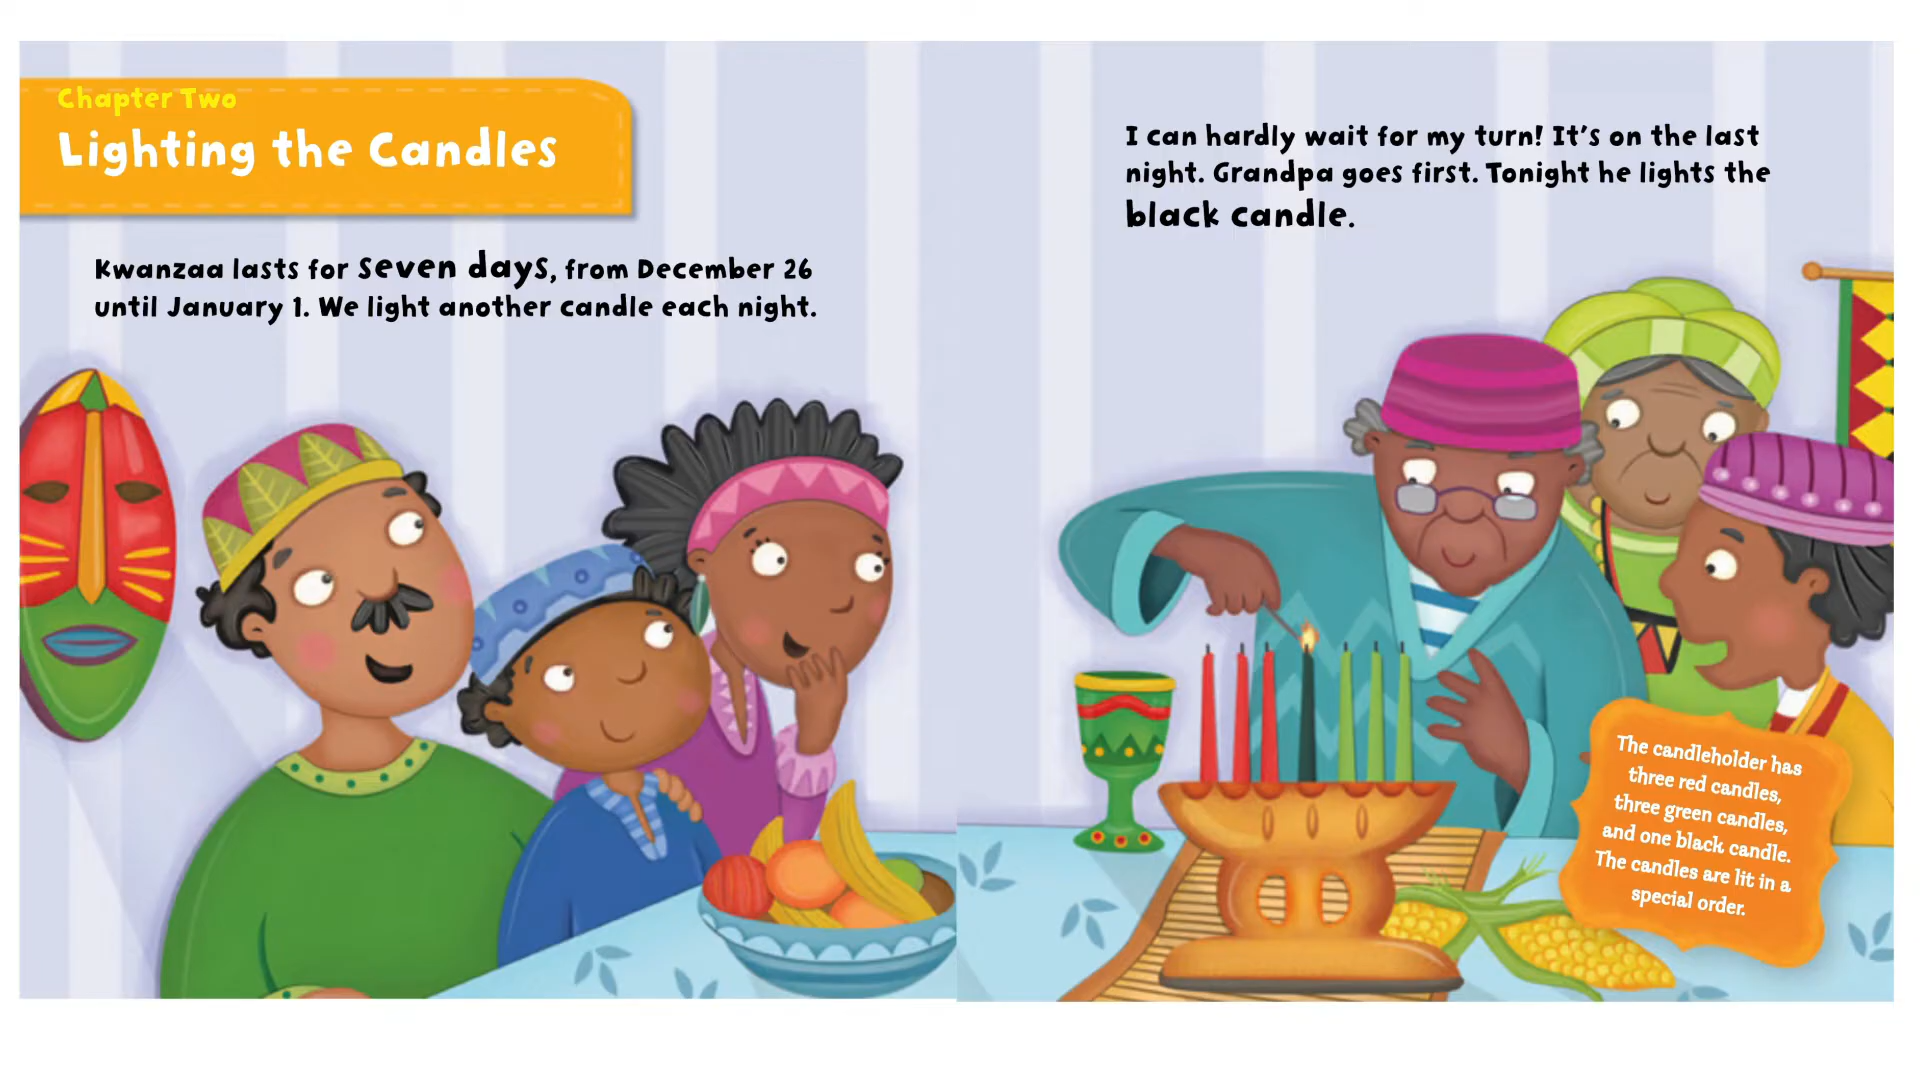 Chapter Two
Lighting the Candles
Kwanzaa lasts for seven days, from December 26
until January 1. We light another candle each night.
I can hardly wait for my turn! It's on the last
night. Grandpa goes first. Tonight he lights the
black candle.
The candleholder has
three red candles,
three green candles,
and one black candle.
The candles are lit in a
special order.